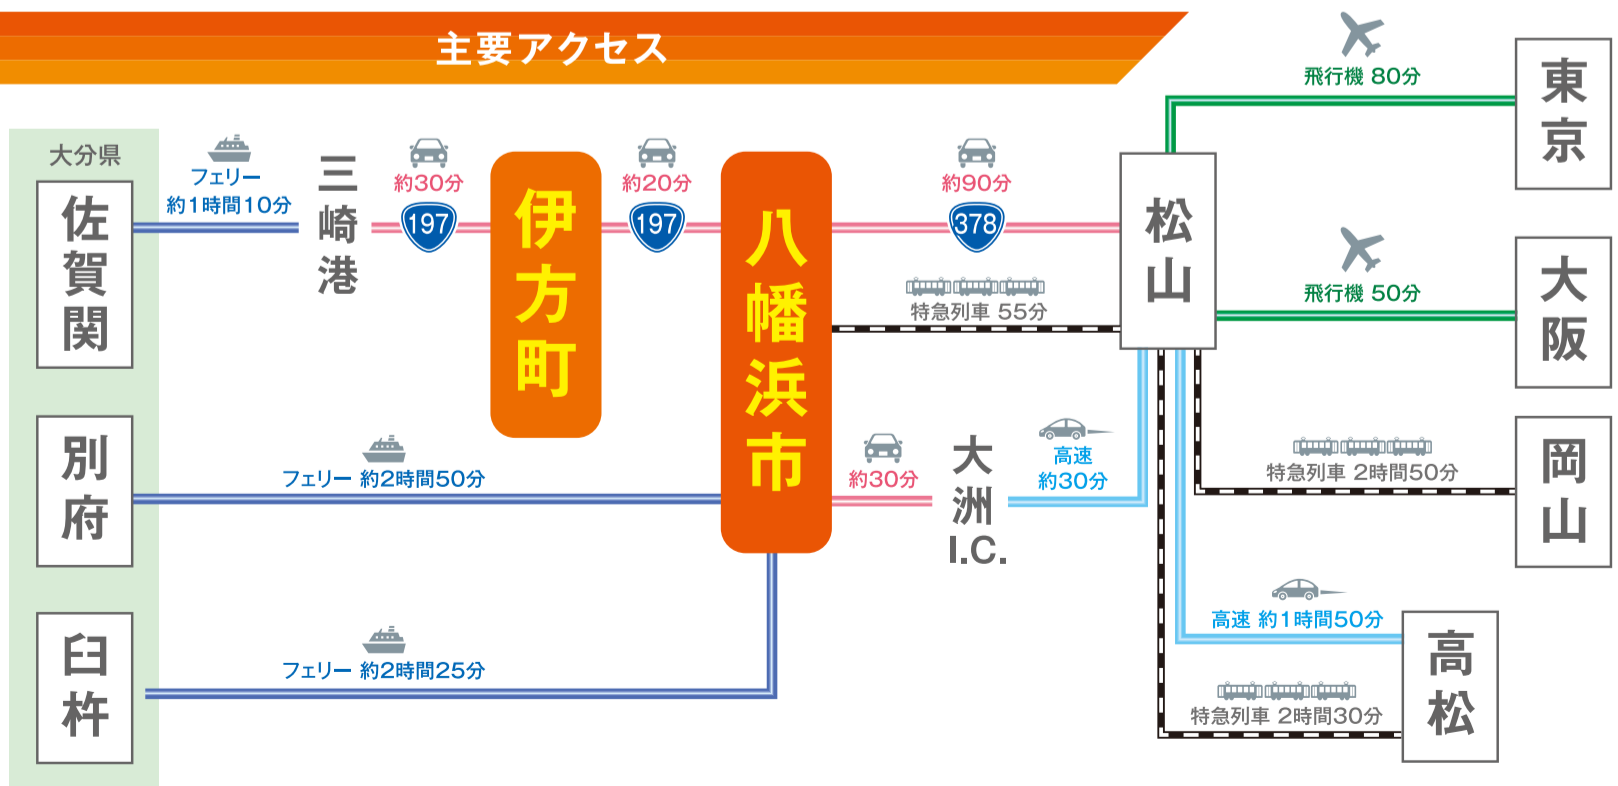 主要アクセス
大分県
佐賀関
フェリー
約1時間10分
三崎港
約30分
197
伊方町
約20分
197
八幡浜市
約90分
378
特急列車 55分
松山
飛行機 80分
東京
飛行機 50分
大阪
別府
フェリー 約2時間50分
約30分
大洲
I.C.
高速
約30分
特急列車 2時間50分
岡山
臼杵
フェリー 約2時間25分
高速 約1時間50分
特急列車 2時間30分
高松